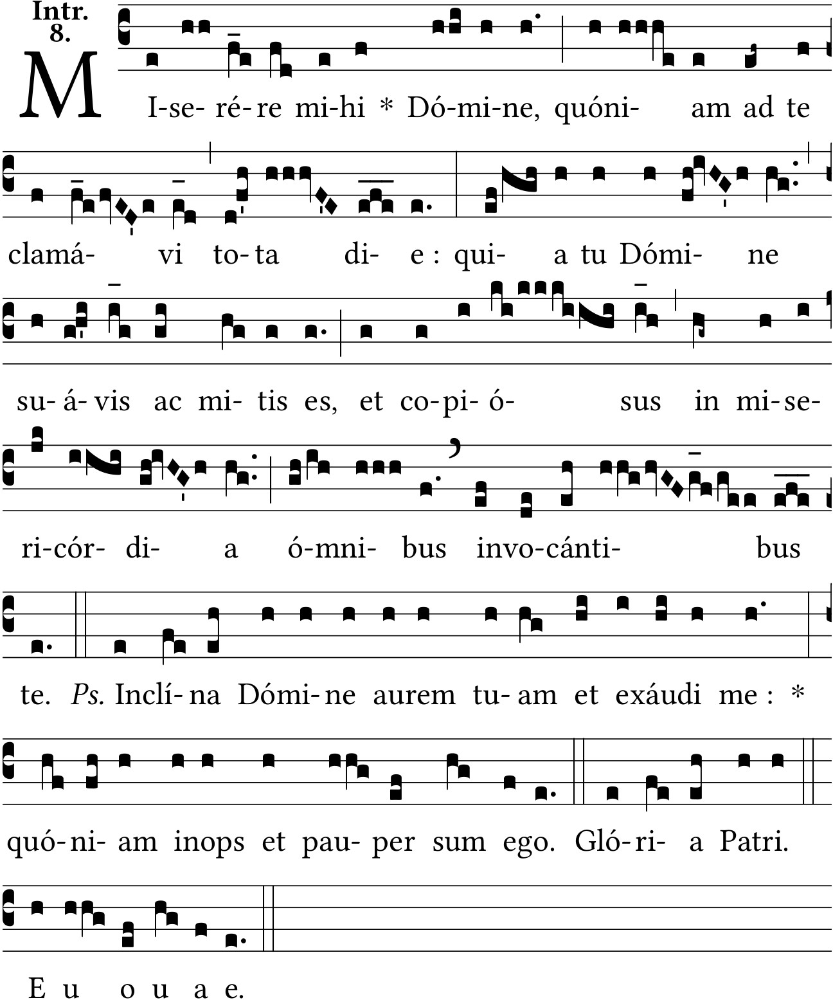 Intr.
8.
MI-se-ré-re mi-hi * Dó-mi-ne, quóni-am ad te
clamá-vi to-ta di-e : qui-a tu Dómi-ne
su-á-vis ac mi-tis es, et co-pi-ó-sus in mi-se-
ri-cór-di-a ó-mni-bus invo-cánti-bus
te. Ps. Inclí-na Dómi-ne aurem tu-am et exáudi me : *
quó-ni-am inops et pau-per sum ego. Gló-ri-a Patri.
E u o u a e.